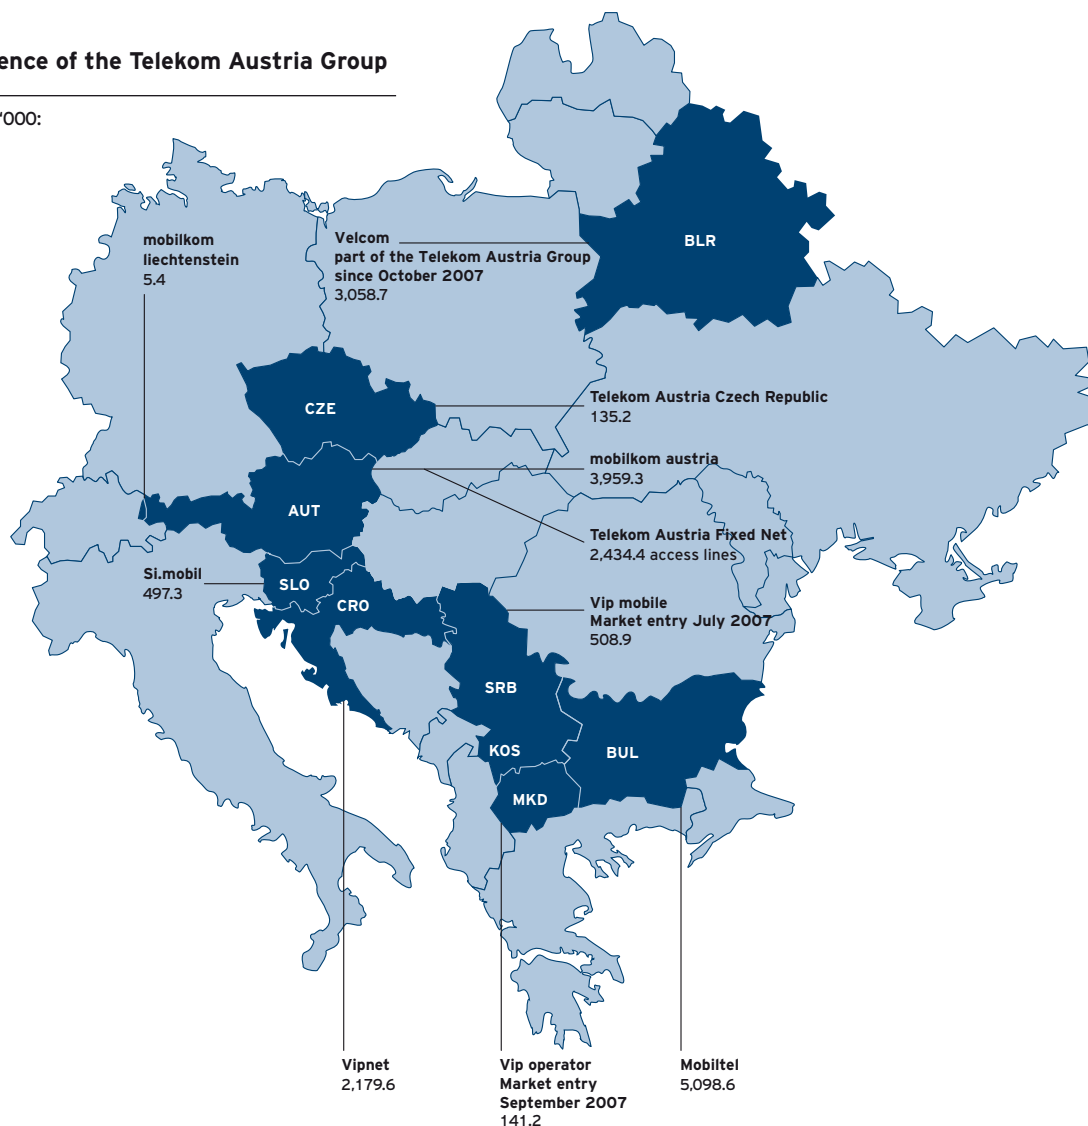 ence of the Telekom Austria Group
'000:
mobilkom
liechtenstein
5.4
Velcom
part of the Telekom Austria Group
since October 2007
3,058.7
BLR
CZE
Telekom Austria Czech Republic
135.2
mobilkom austria
3,959.3
AUT
Telekom Austria Fixed Net
2,434.4 access lines
Si.mobil
497.3
SLO
CRO
Vip mobile
Market entry July 2007
508.9
SRB
KOS
BUL
MKD
Vipnet
2,179.6
Vip operator
Market entry
September 2007
141.2
Mobiltel
5,098.6